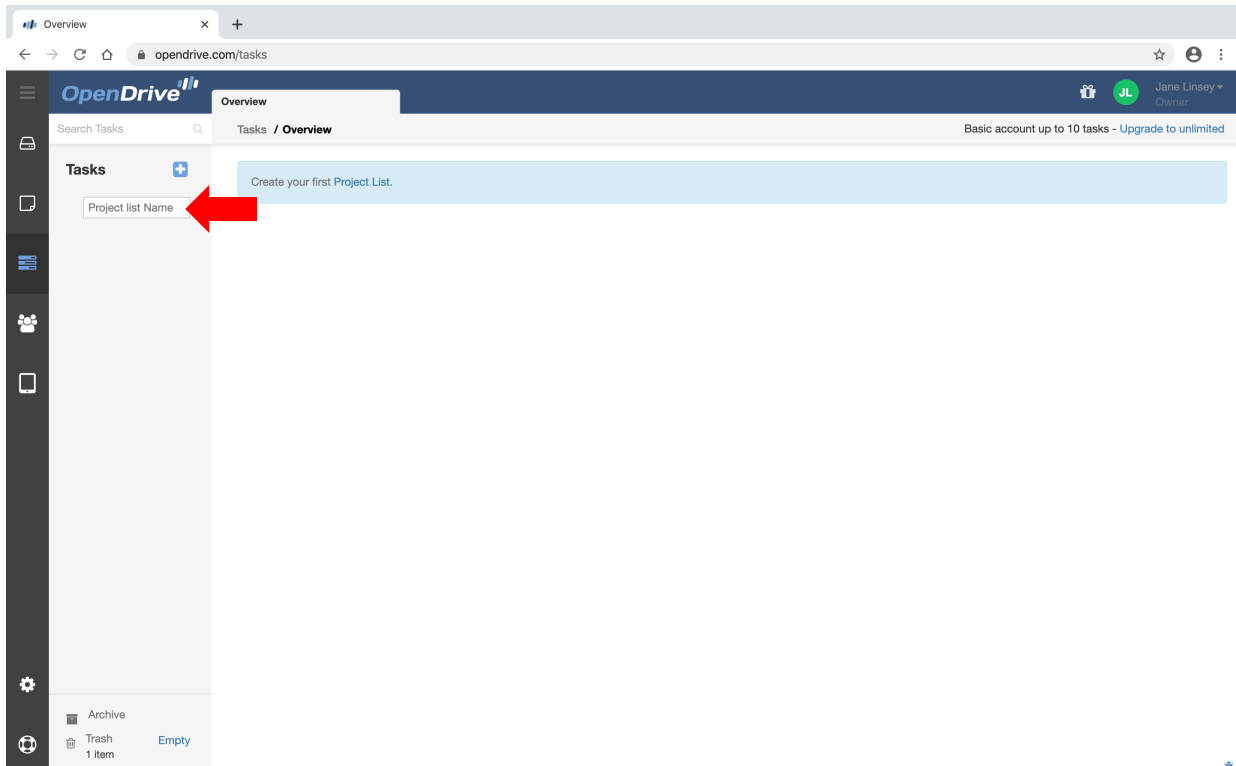 Overview
opendrive.com/tasks
OpenDrive
Overview
JL
Jane Linsey
Owner
Search Tasks
Tasks / Overview
Basic account up to 10 tasks - Upgrade to unlimited
Tasks
Create your first Project List.
Project list Name
Archive
Trash
Empty
1 item